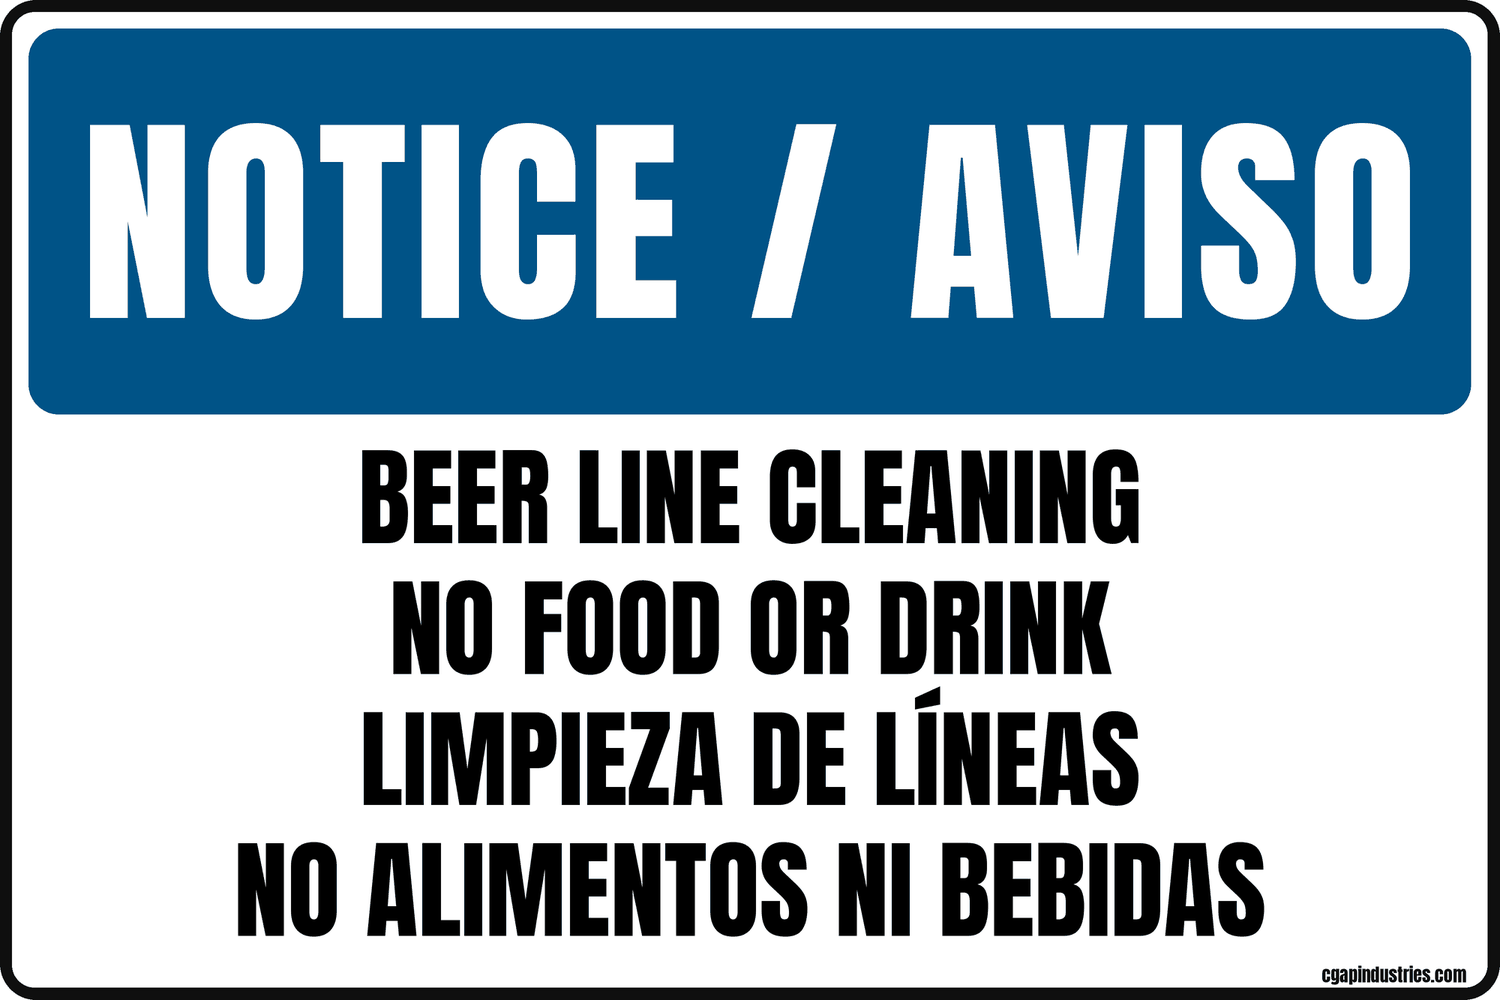 NOTICE / AVISO
BEER LINE CLEANING
NO FOOD OR DRINK
LIMPIEZA DE LÍNEAS
NO ALIMENTOS NI BEBIDAS
cgapindustries.com